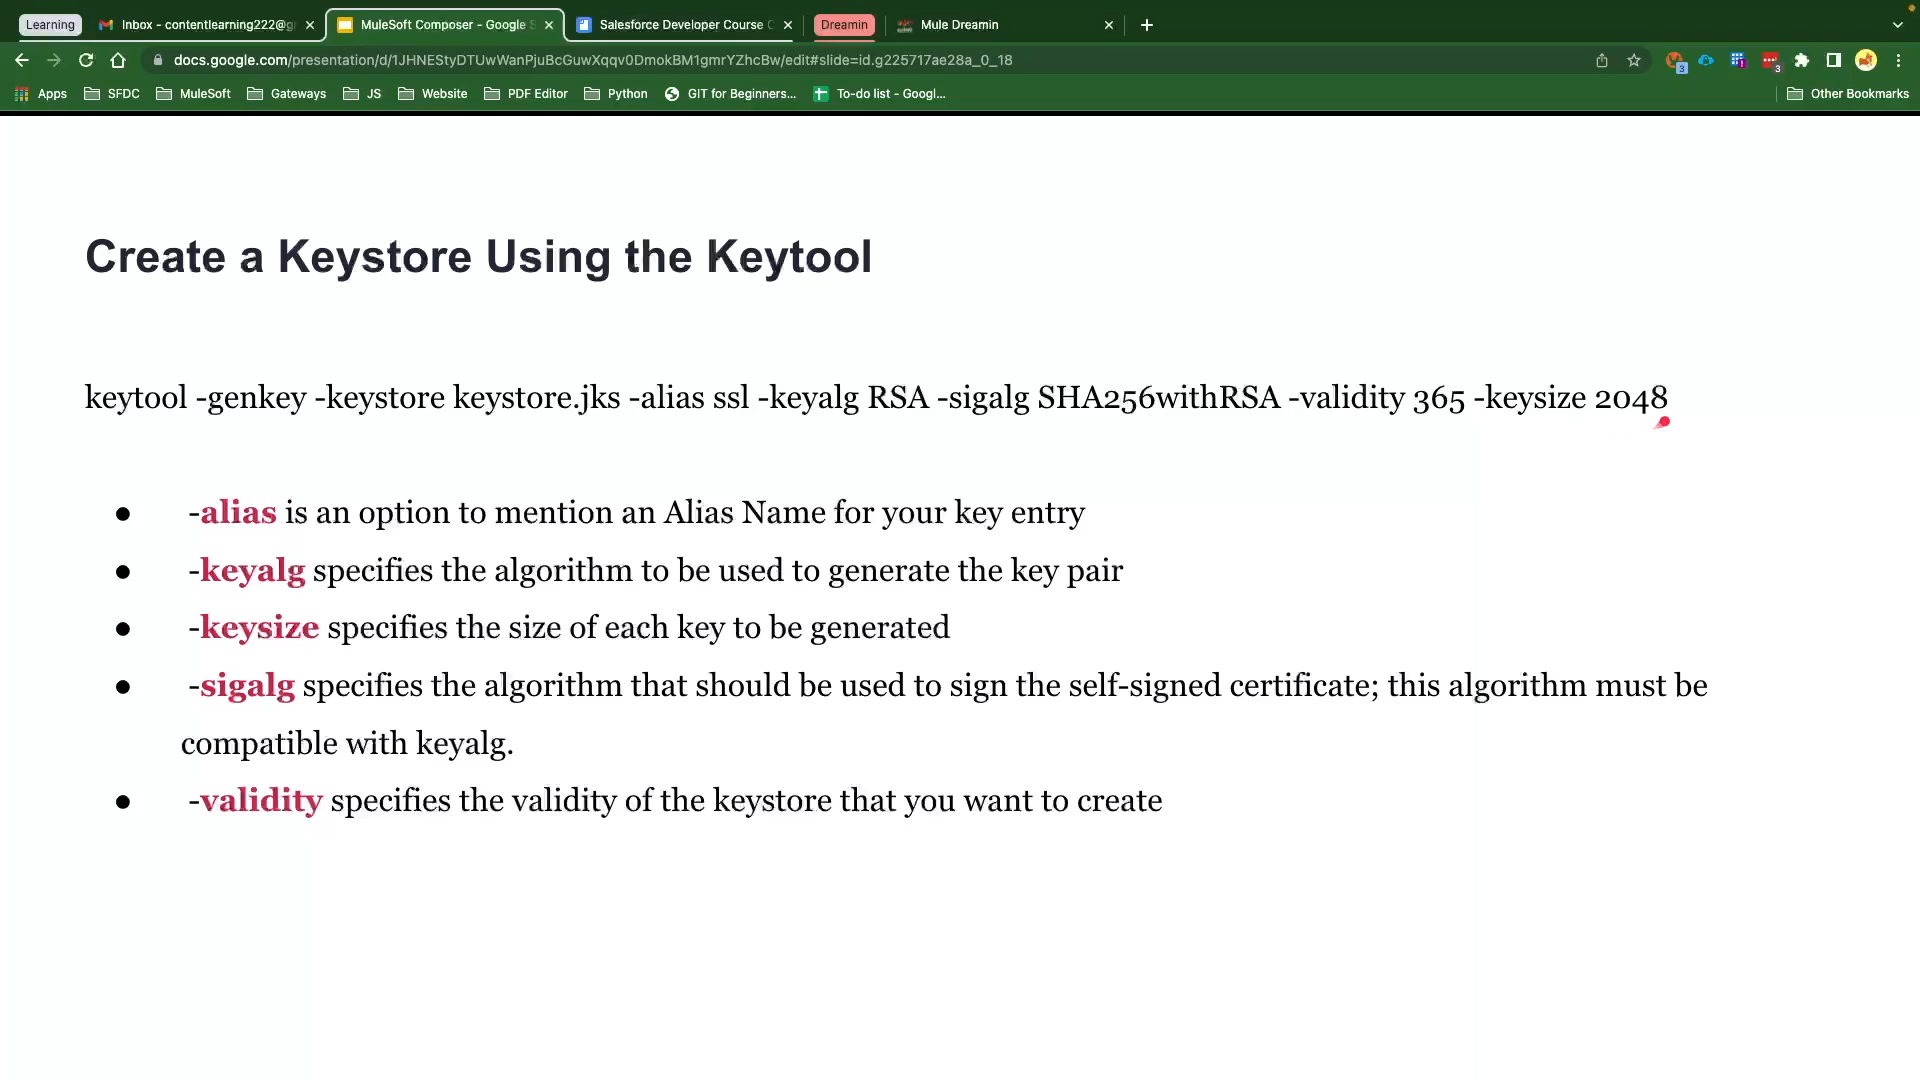 Learning
Inbox - contentlearning222@g
MuleSoft Composer - Google S
Salesforce Developer Course C
Dreamin
Mule Dreamin
docs.google.com/presentation/d/1JHNEStyDTUwWanPjuBcGuwXqqv0DmokBM1gmrYZhcBw/edit#slide=id.g225717ae28a_0_18
3
1
3
Apps
SFDC
MuleSoft
Gateways
JS
Website
PDF Editor
Python
GIT for Beginners...
To-do list - Googl...
Other Bookmarks
Create a Keystore Using the Keytool
keytool -genkey -keystore keystore.jks -alias ssl -keyalg RSA -sigalg SHA256withRSA -validity 365 -keysize 2048
● -alias is an option to mention an Alias Name for your key entry
● -keyalg specifies the algorithm to be used to generate the key pair
● -keysize specifies the size of each key to be generated
● -sigalg specifies the algorithm that should be used to sign the self-signed certificate; this algorithm must be
compatible with keyalg.
● -validity specifies the validity of the keystore that you want to create